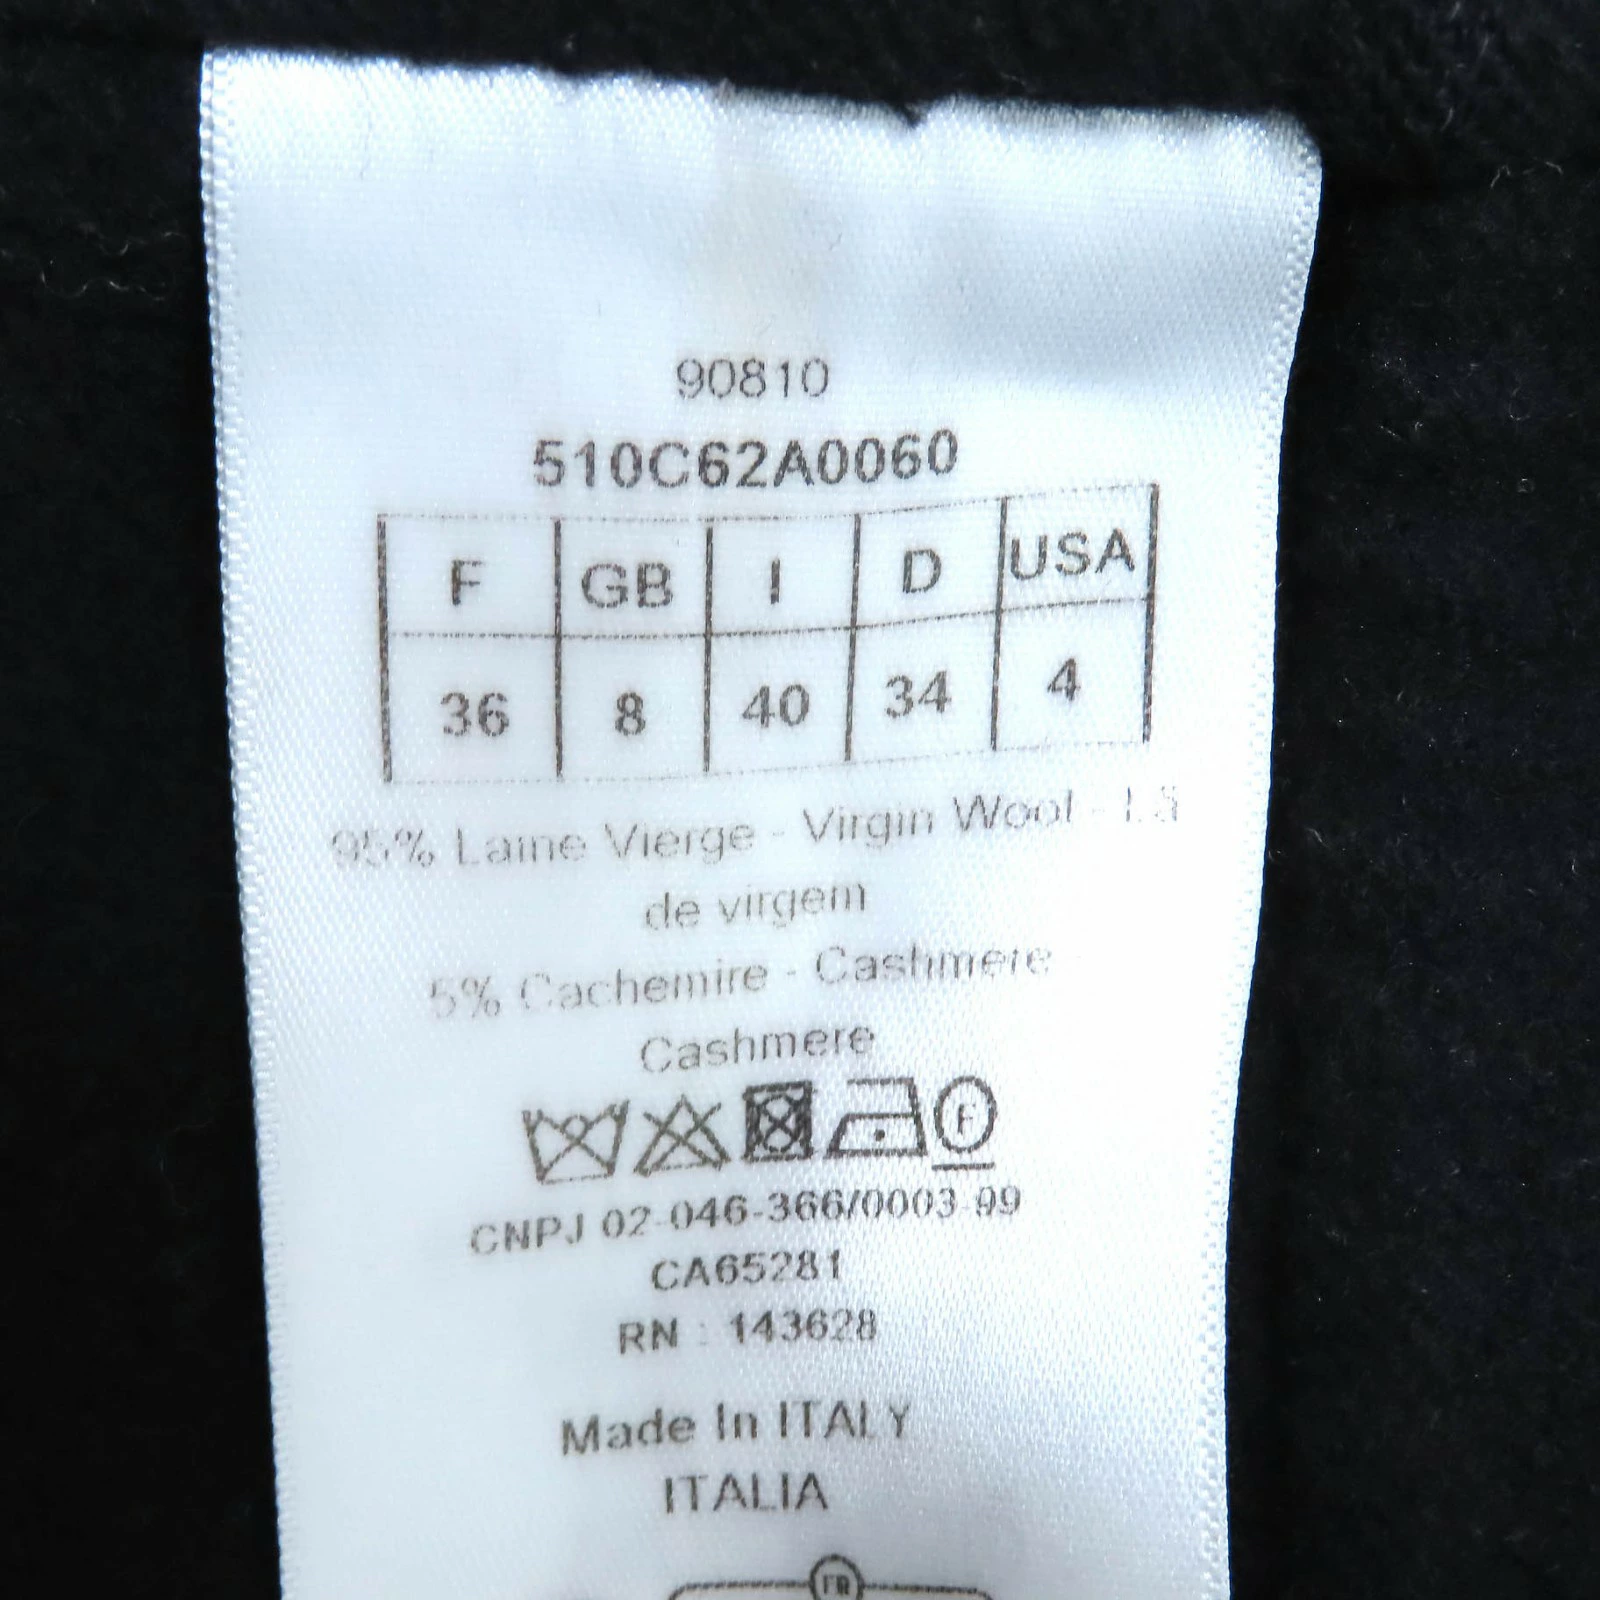 90810
510C62A0060
F GB I D USA
36 8 40 34 4
95% Laine Vierge - Virgin Wool - Lã
de virgem
5% Cachemire - Cashmere -
Cashmere
F
CNPJ 02-046-366/0003-99
CA65281
RN : 143628
Made In ITALY
ITALIA
FR